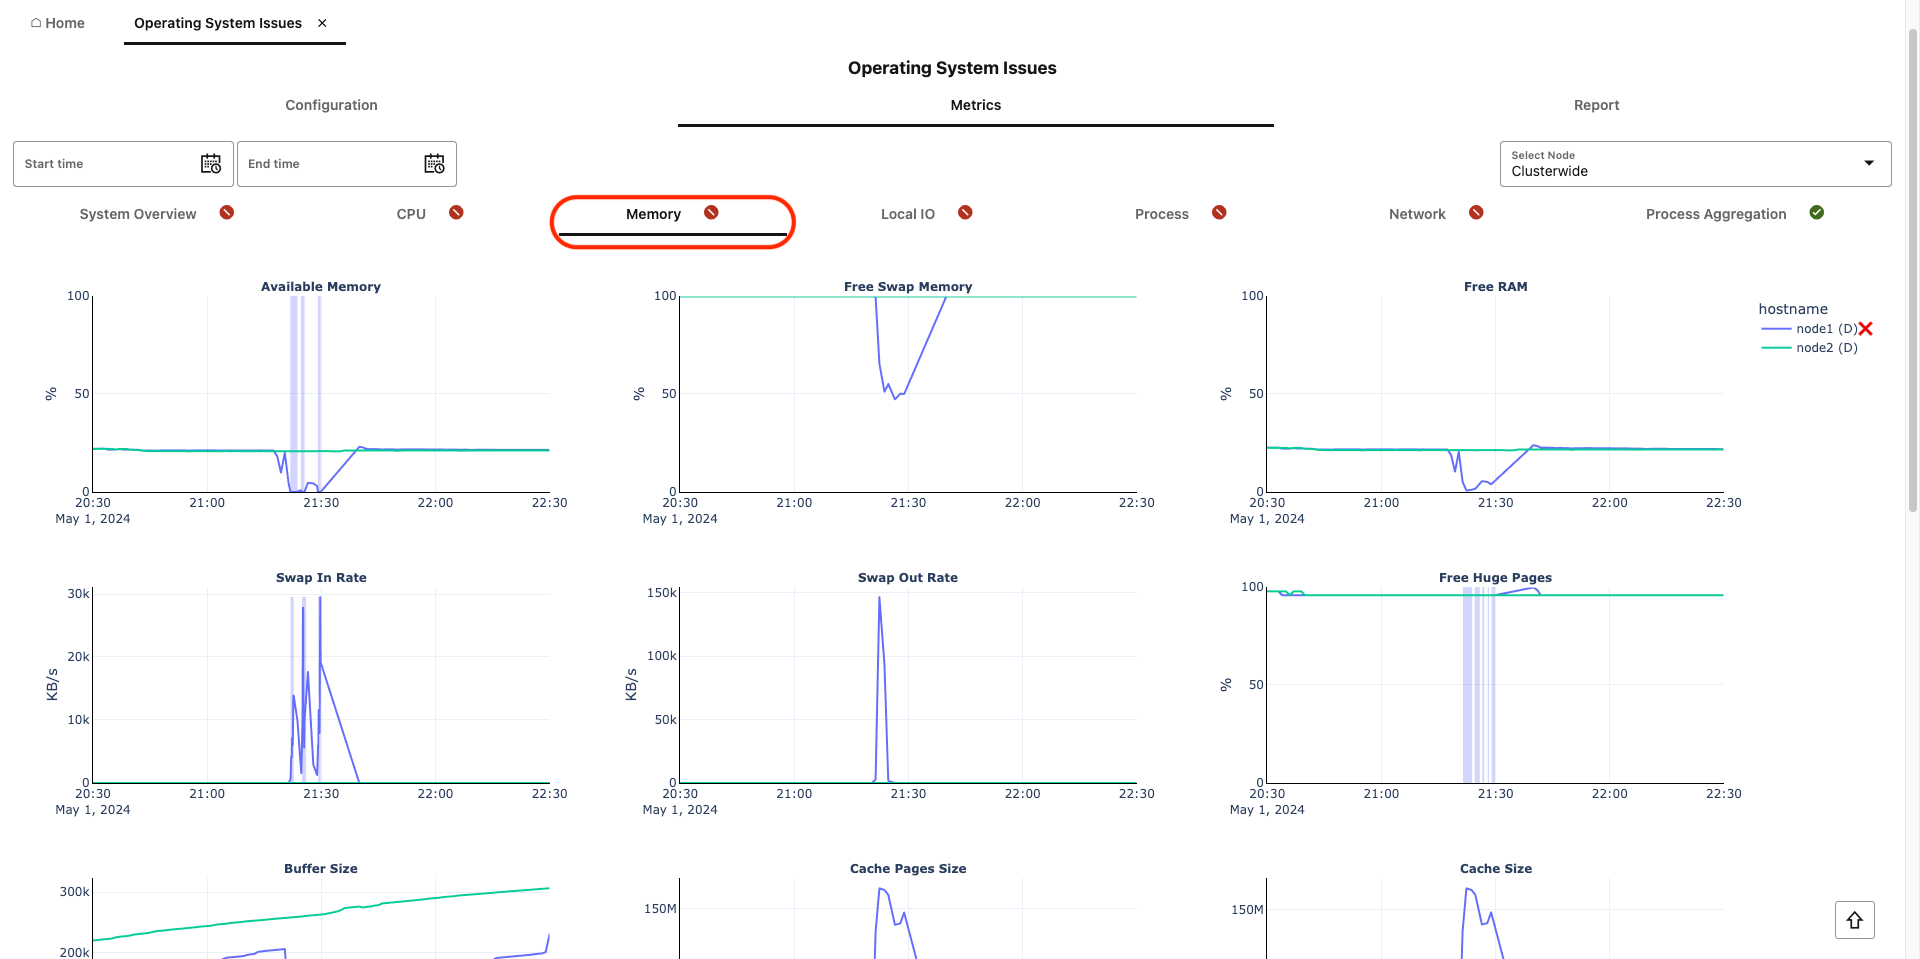 Home
Operating System Issues ×
Operating System Issues
Configuration
Metrics
Report
Start time
End time
Select Node
Clusterwide
System Overview
CPU
Memory
Local IO
Process
Network
Process Aggregation
Available Memory
100
50
0
%
20:30 21:00 21:30 22:00 22:30
May 1, 2024
Free Swap Memory
100
50
0
%
20:30 21:00 21:30 22:00 22:30
May 1, 2024
Free RAM
100
50
0
%
20:30 21:00 21:30 22:00 22:30
May 1, 2024
hostname
node1 (D)
node2 (D)
Swap In Rate
30k
20k
10k
0
KB/s
20:30 21:00 21:30 22:00 22:30
May 1, 2024
Swap Out Rate
150k
100k
50k
0
KB/s
20:30 21:00 21:30 22:00 22:30
May 1, 2024
Free Huge Pages
100
50
0
%
20:30 21:00 21:30 22:00 22:30
May 1, 2024
Buffer Size
300k
200k
Cache Pages Size
150M
Cache Size
150M